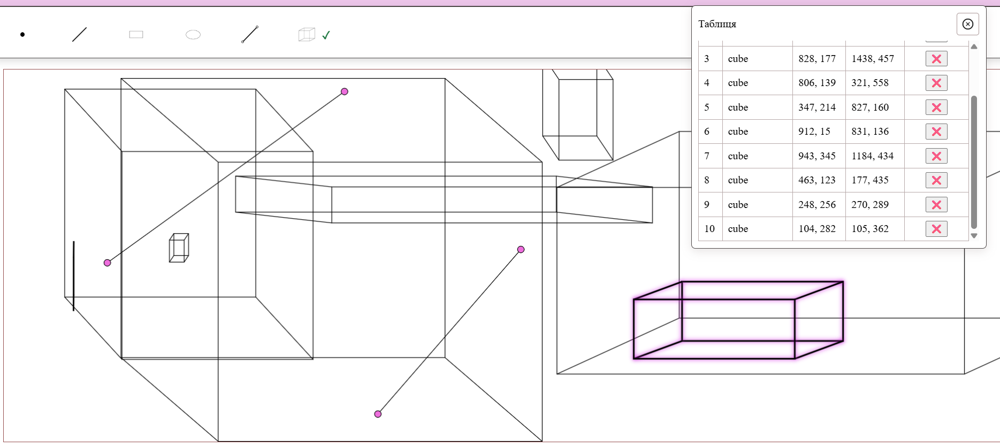 Таблиця
3 cube 828, 177 1438, 457
4 cube 806, 139 321, 558
5 cube 347, 214 827, 160
6 cube 912, 15 831, 136
7 cube 943, 345 1184, 434
8 cube 463, 123 177, 435
9 cube 248, 256 270, 289
10 cube 104, 282 105, 362